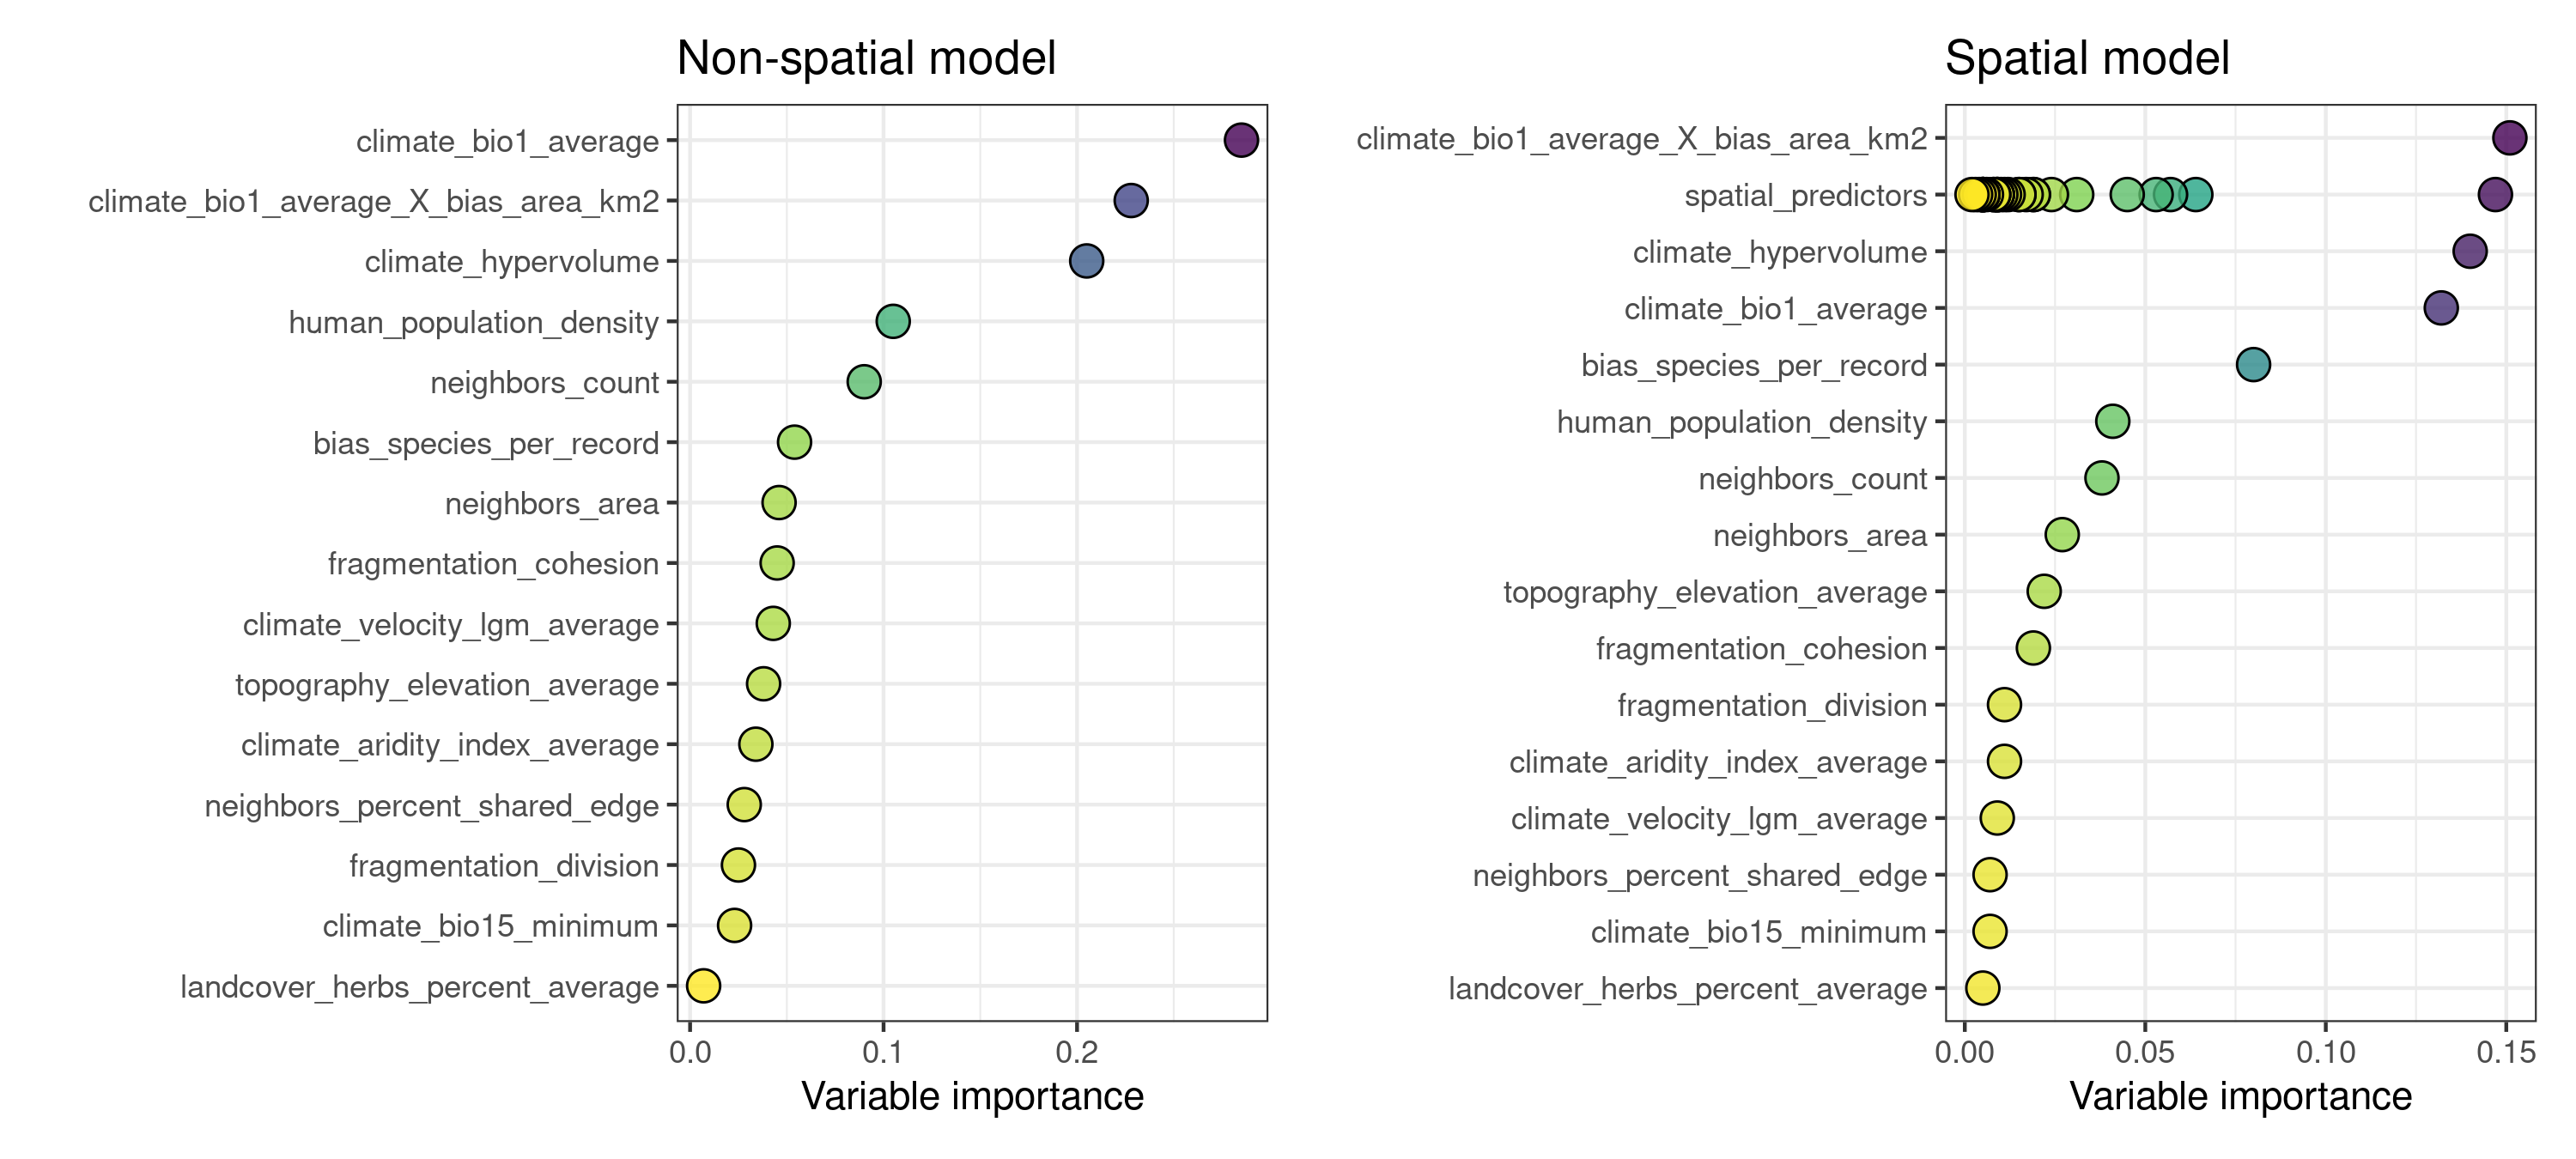 Non-spatial model
climate_bio1_average
climate_bio1_average_X_bias_area_km2
climate_hypervolume
human_population_density
neighbors_count
bias_species_per_record
neighbors_area
fragmentation_cohesion
climate_velocity_lgm_average
topography_elevation_average
climate_aridity_index_average
neighbors_percent_shared_edge
fragmentation_division
climate_bio15_minimum
landcover_herbs_percent_average
0.0 0.1 0.2
Variable importance
Spatial model
climate_bio1_average_X_bias_area_km2
spatial_predictors
climate_hypervolume
climate_bio1_average
bias_species_per_record
human_population_density
neighbors_count
neighbors_area
topography_elevation_average
fragmentation_cohesion
fragmentation_division
climate_aridity_index_average
climate_velocity_lgm_average
neighbors_percent_shared_edge
climate_bio15_minimum
landcover_herbs_percent_average
0.00 0.05 0.10 0.15
Variable importance